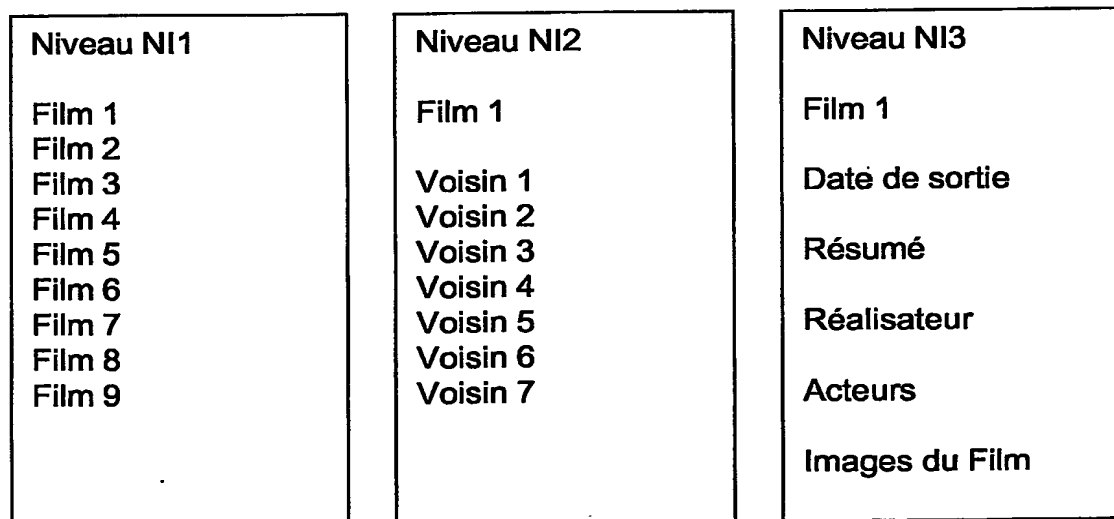 Niveau NI1
Film 1
Film 2
Film 3
Film 4
Film 5
Film 6
Film 7
Film 8
Film 9
Niveau NI2
Film 1
Voisin 1
Voisin 2
Voisin 3
Voisin 4
Voisin 5
Voisin 6
Voisin 7
Niveau NI3
Film 1
Date de sortie
Résumé
Réalisateur
Acteurs
Images du Film